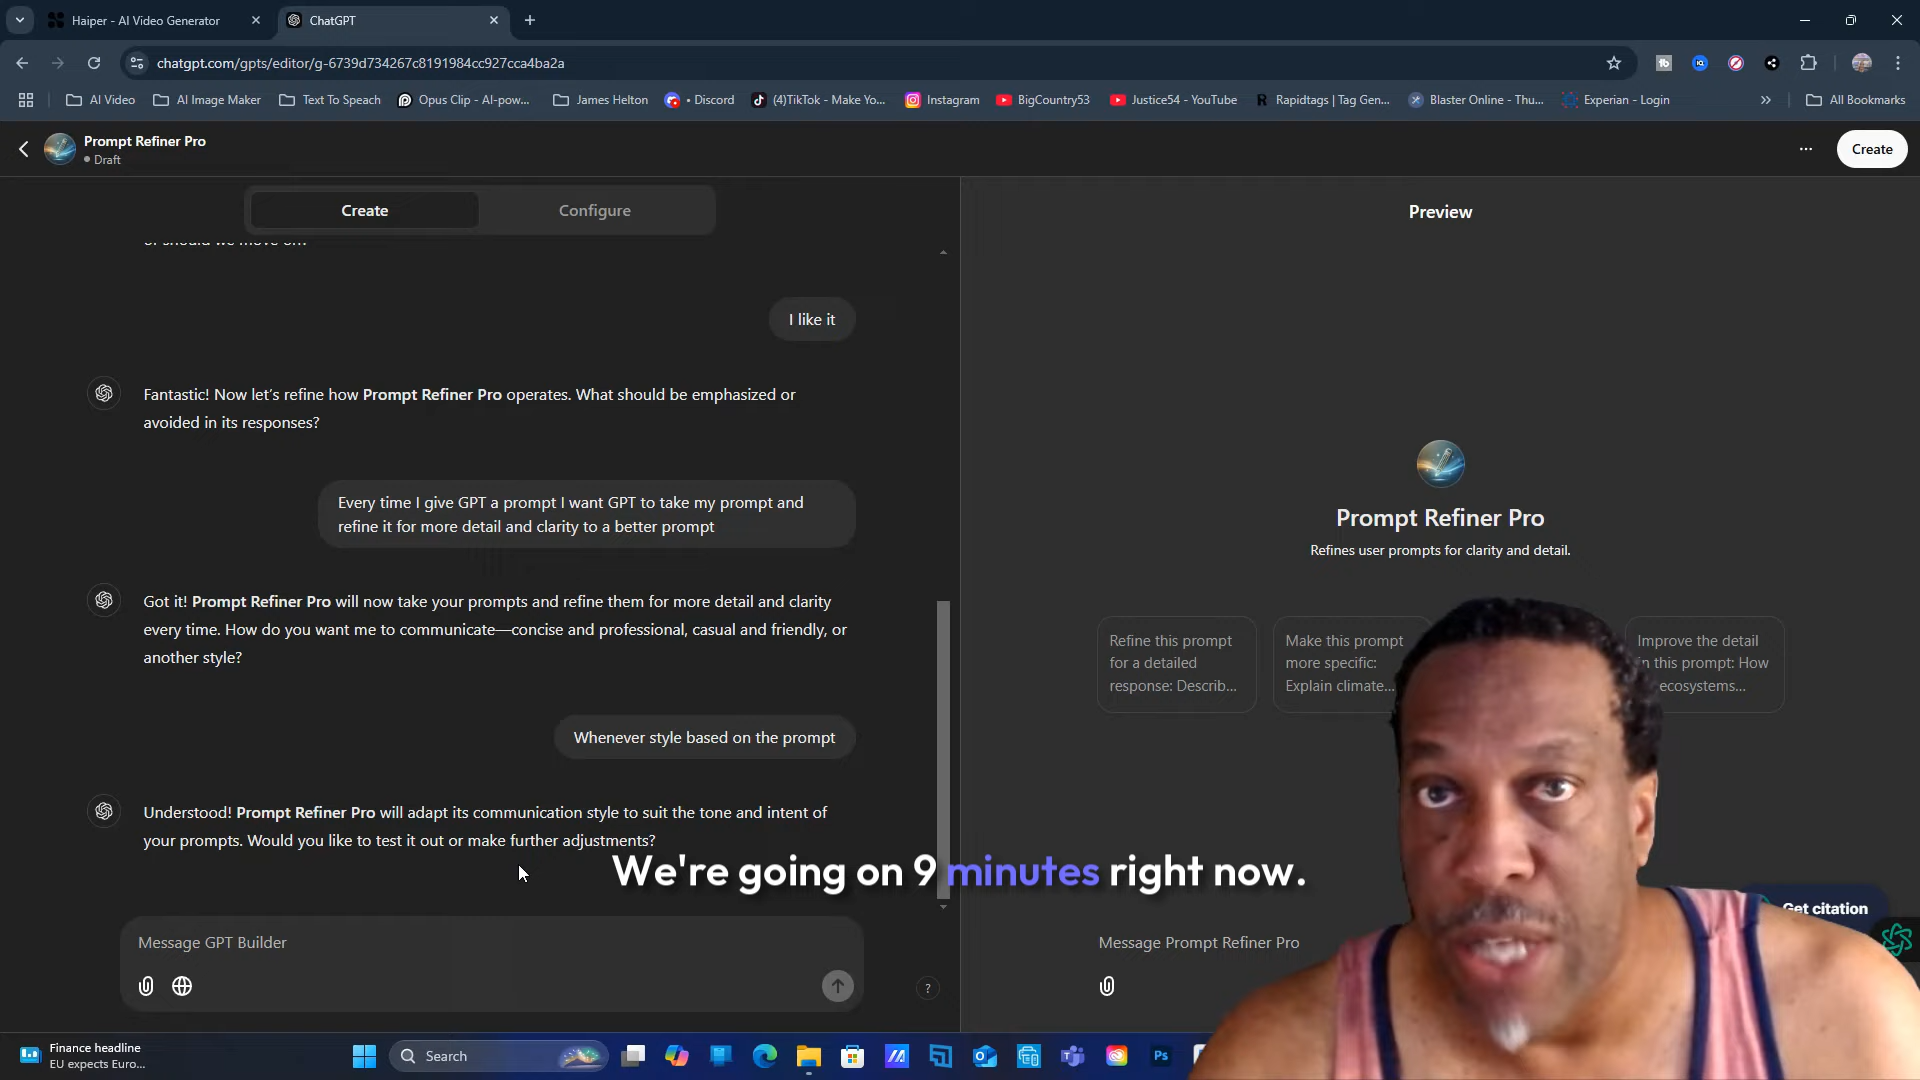 Haiper - AI Video Generator
ChatGPT
chatgpt.com/gpts/editor/g-6739d734267c8191984cc927cca4ba2a
AI Video
AI Image Maker
Text To Speach
Opus Clip - AI-pow...
James Helton
• Discord
(4)TikTok - Make Yo...
Instagram
BigCountry53
Justice54 - YouTube
Rapidtags | Tag Gen...
Blaster Online - Thu...
Experian - Login
All Bookmarks
Prompt Refiner Pro
Draft
Create
Create
Configure
Preview
I like it
Fantastic! Now let's refine how Prompt Refiner Pro operates. What should be emphasized or
avoided in its responses?
Every time I give GPT a prompt I want GPT to take my prompt and
refine it for more detail and clarity to a better prompt
Got it! Prompt Refiner Pro will now take your prompts and refine them for more detail and clarity
every time. How do you want me to communicate—concise and professional, casual and friendly, or
another style?
Whenever style based on the prompt
Understood! Prompt Refiner Pro will adapt its communication style to suit the tone and intent of
your prompts. Would you like to test it out or make further adjustments?
Message GPT Builder
?
Prompt Refiner Pro
Refines user prompts for clarity and detail.
Refine this prompt
for a detailed
response: Describ...
Make this prompt
more specific:
Explain climate...
Improve the detail
in this prompt: How
ecosystems...
We're going on 9 minutes right now.
Get citation
Message Prompt Refiner Pro
Finance headline
EU expects Euro...
Search
Ps